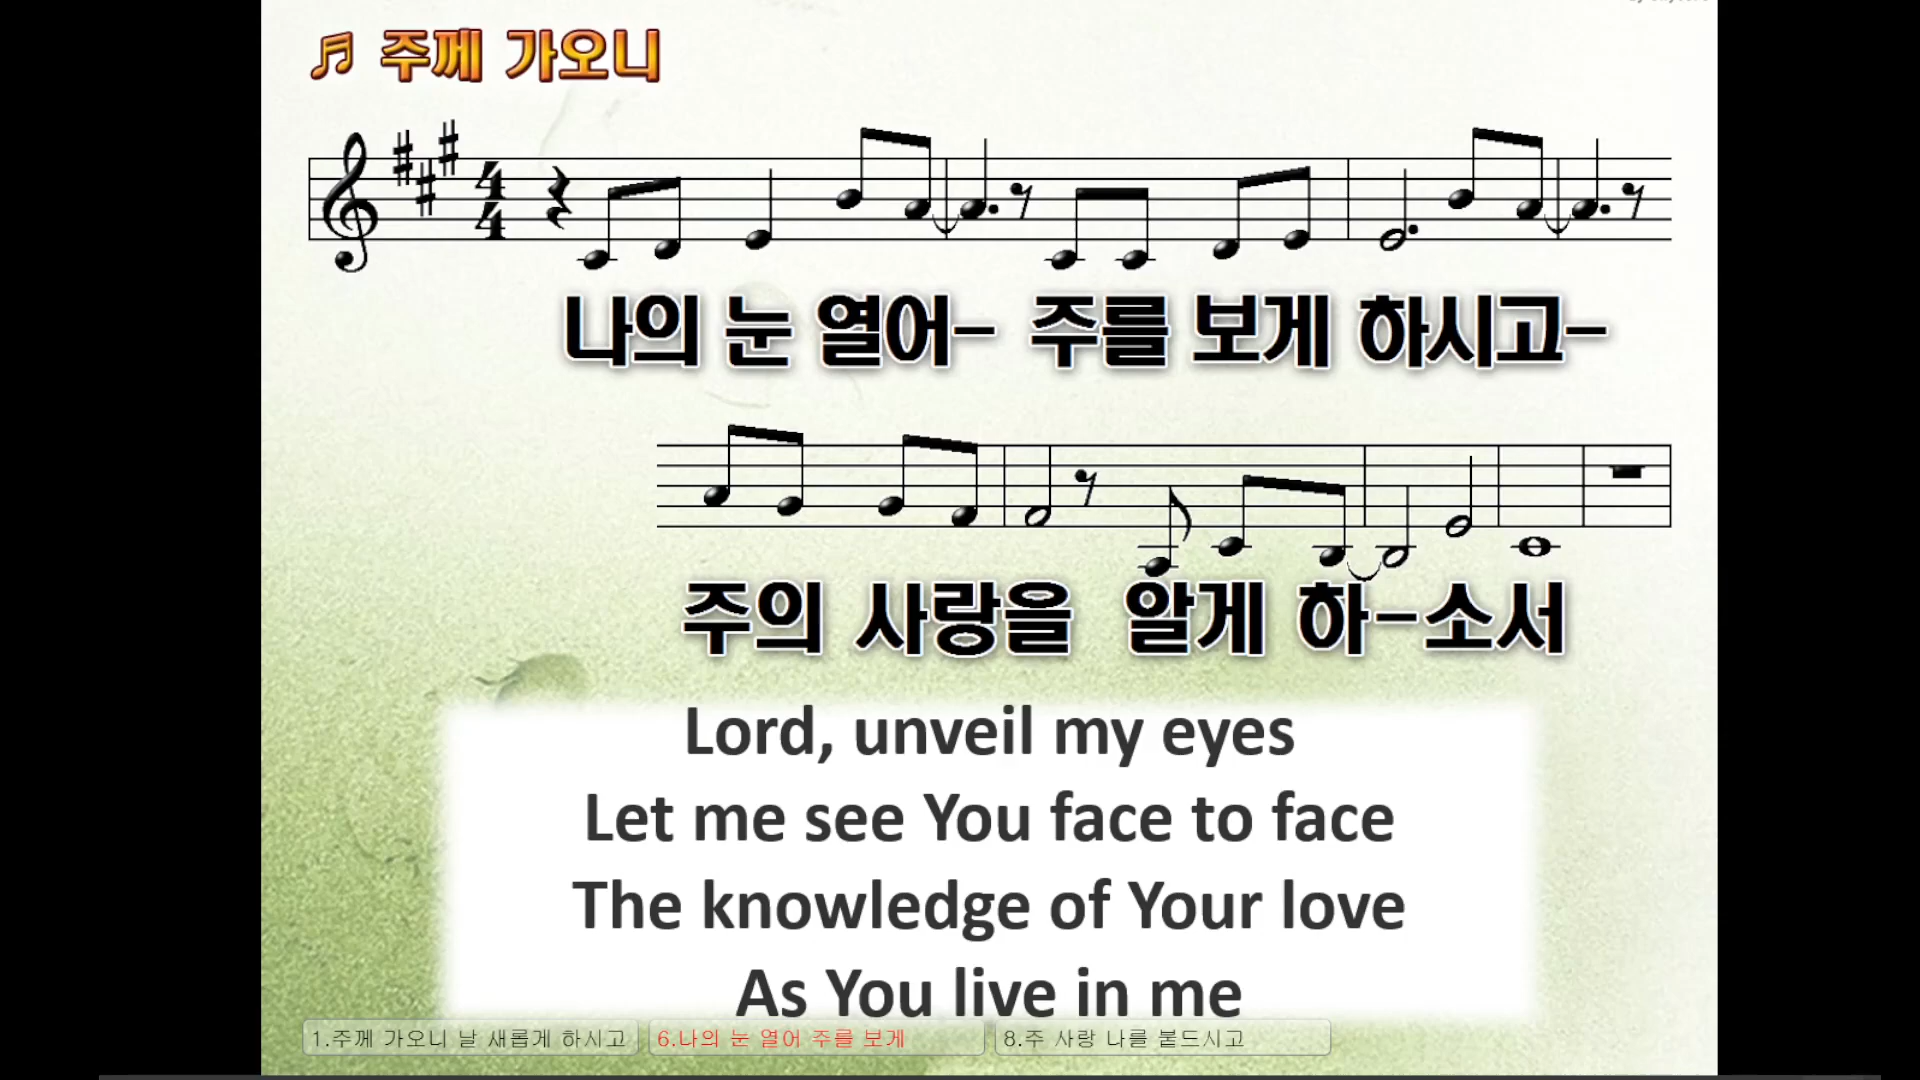 주께 가오니
4
4
나의 눈 열어- 주를 보게 하시고-
주의 사랑을 알게 하-소서
Lord, unveil my eyes
Let me see You face to face
The knowledge of Your love
As You live in me
1.주께 가오니 날 새롭게 하시고 6.나의 눈 열어 주를 보게 8.주 사랑 나를 붙드시고